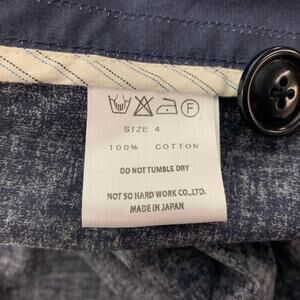 F
SIZE 4
100% COTTON
DO NOT TUMBLE DRY
NOT SO HARD WORK CO.,LTD.
MADE IN JAPAN